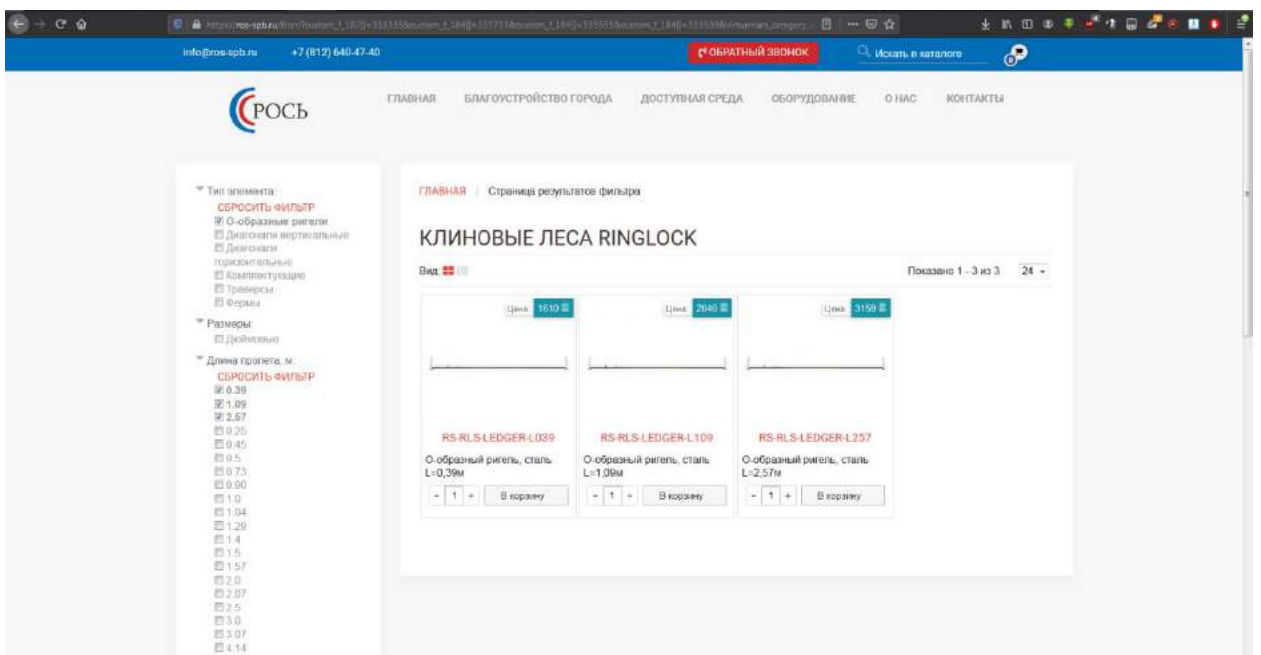 info@ros-spb.ru +7 (812) 640-47-40 ОБРАТНЫЙ ЗВОНОК Искать в каталоге
РОСЬ
ГЛАВНАЯ БЛАГОУСТРОЙСТВО ГОРОДА ДОСТУПНАЯ СРЕДА ОБОРУДОВАНИЕ О НАС КОНТАКТЫ
Тип элемента:
СБРОСИТЬ ФИЛЬТР
О-образные ригели
Диагонали вертикальные
Диагонали
горизонтальные
Комплектующие
Траверсы
Фермы
Размеры:
Дюймовые
Длина пролета, м:
СБРОСИТЬ ФИЛЬТР
0.39
1.09
2.57
0.25
0.45
0.5
0.73
0.90
1.0
1.04
1.29
1.4
1.5
1.57
2.0
2.07
2.5
3.0
3.07
4.14
ГЛАВНАЯ | Страница результатов фильтра
КЛИНОВЫЕ ЛЕСА RINGLOCK
Вид: Показано 1 - 3 из 3 24
Цена: 1610
RS-RLS-LEDGER-L039
О-образный ригель, сталь
L=0,39м
- 1 + В корзину
Цена: 2040
RS-RLS-LEDGER-L109
О-образный ригель, сталь
L=1,09м
- 1 + В корзину
Цена: 3159
RS-RLS-LEDGER-L257
О-образный ригель, сталь
L=2,57м
- 1 + В корзину